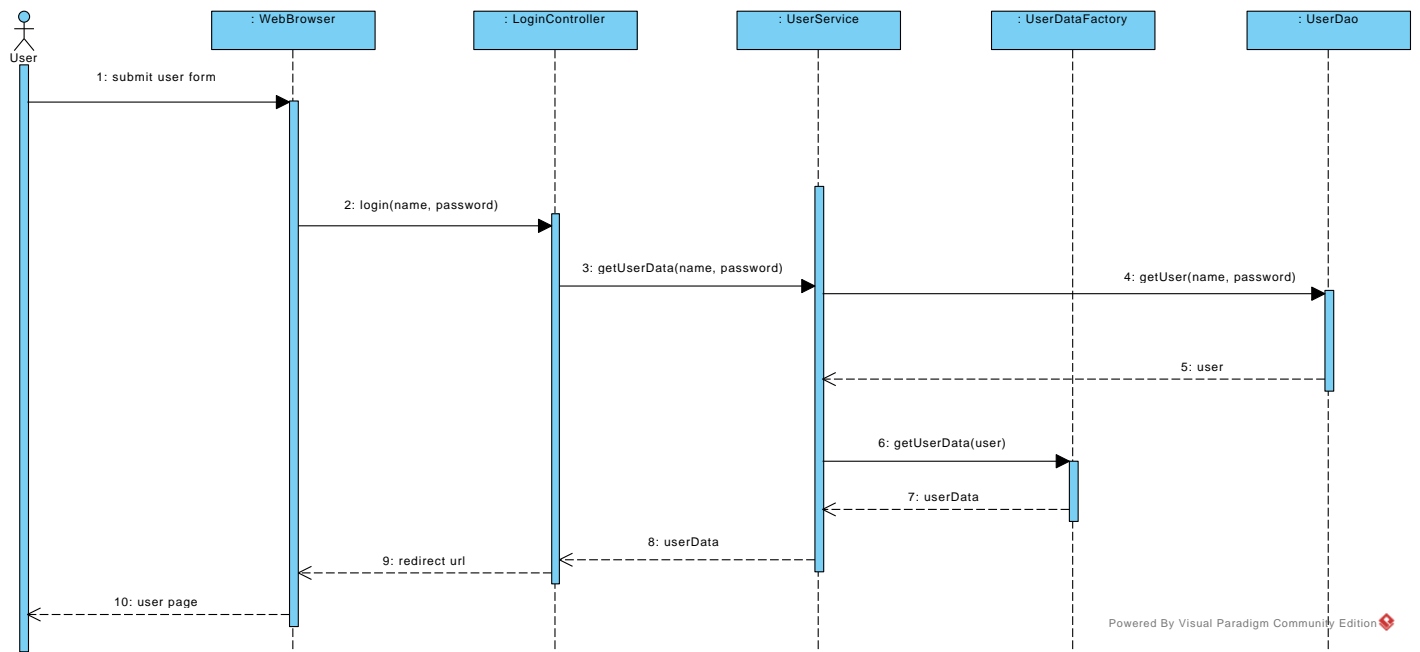 : WebBrowser
: LoginController
: UserService
: UserDataFactory
: UserDao
User
1: submit user form
2: login(name, password)
3: getUserData(name, password)
4: getUser(name, password)
5: user
6: getUserData(user)
7: userData
8: userData
9: redirect url
10: user page
Powered By Visual Paradigm Community Edition